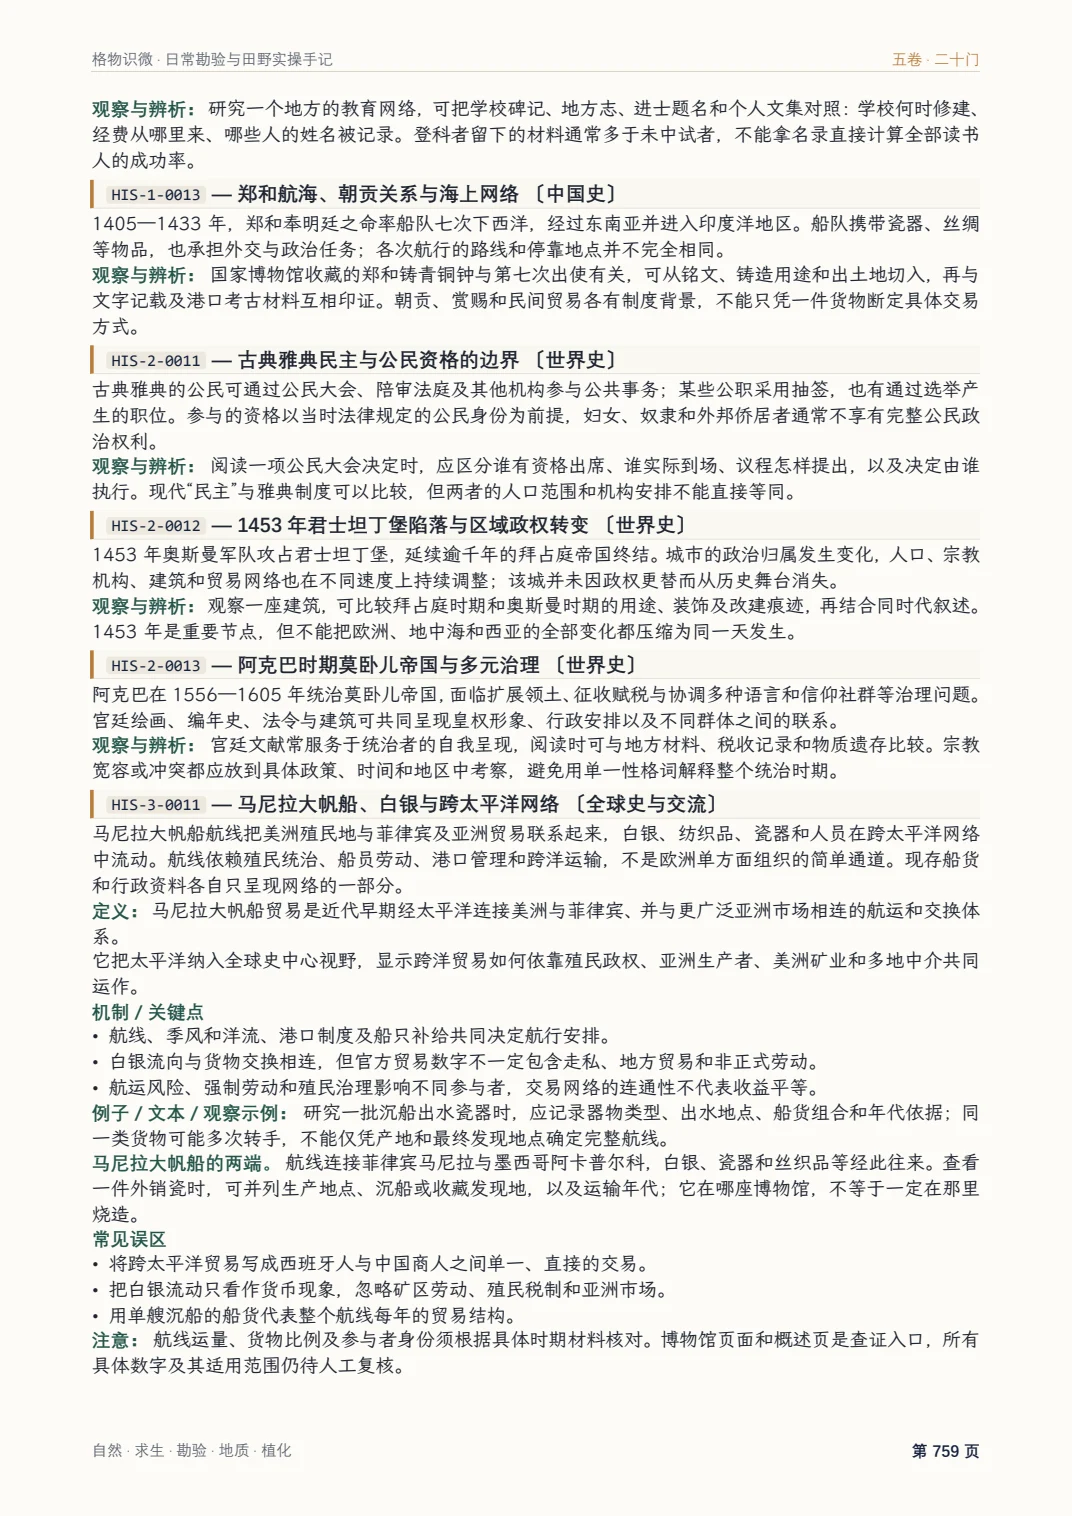 格物识微 · 日常勘验与田野实操手记
五卷 · 二十门
观察与辨析： 研究一个地方的教育网络，可把学校碑记、地方志、进士题名和个人文集对照：学校何时修建、
经费从哪里来、哪些人的姓名被记录。登科者留下的材料通常多于未中试者，不能拿名录直接计算全部读书
人的成功率。
HIS-1-0013 — 郑和航海、朝贡关系与海上网络 〔中国史〕
1405—1433 年，郑和奉明廷之命率船队七次下西洋，经过东南亚并进入印度洋地区。船队携带瓷器、丝绸
等物品，也承担外交与政治任务；各次航行的路线和停靠地点并不完全相同。
观察与辨析： 国家博物馆收藏的郑和铸青铜钟与第七次出使有关，可从铭文、铸造用途和出土地切入，再与
文字记载及港口考古材料互相印证。朝贡、赏赐和民间贸易各有制度背景，不能只凭一件货物断定具体交易
方式。
HIS-2-0011 — 古典雅典民主与公民资格的边界 〔世界史〕
古典雅典的公民可通过公民大会、陪审法庭及其他机构参与公共事务；某些公职采用抽签，也有通过选举产
生的职位。参与的资格以当时法律规定的公民身份为前提，妇女、奴隶和外邦侨居者通常不享有完整公民政
治权利。
观察与辨析： 阅读一项公民大会决定时，应区分谁有资格出席、谁实际到场、议程怎样提出，以及决定由谁
执行。现代“民主”与雅典制度可以比较，但两者的人口范围和机构安排不能直接等同。
HIS-2-0012 — 1453 年君士坦丁堡陷落与区域政权转变 〔世界史〕
1453 年奥斯曼军队攻占君士坦丁堡，延续逾千年的拜占庭帝国终结。城市的政治归属发生变化，人口、宗教
机构、建筑和贸易网络也在不同速度上持续调整；该城并未因政权更替而从历史舞台消失。
观察与辨析： 观察一座建筑，可比较拜占庭时期和奥斯曼时期的用途、装饰及改建痕迹，再结合同时代叙述。
1453 年是重要节点，但不能把欧洲、地中海和西亚的全部变化都压缩为同一天发生。
HIS-2-0013 — 阿克巴时期莫卧儿帝国与多元治理 〔世界史〕
阿克巴在 1556—1605 年统治莫卧儿帝国，面临扩展领土、征收赋税与协调多种语言和信仰社群等治理问题。
宫廷绘画、编年史、法令与建筑可共同呈现皇权形象、行政安排以及不同群体之间的联系。
观察与辨析： 宫廷文献常服务于统治者的自我呈现，阅读时可与地方材料、税收记录和物质遗存比较。宗教
宽容或冲突都应放到具体政策、时间和地区中考察，避免用单一性格词解释整个统治时期。
HIS-3-0011 — 马尼拉大帆船、白银与跨太平洋网络 〔全球史与交流〕
马尼拉大帆船航线把美洲殖民地与菲律宾及亚洲贸易联系起来，白银、纺织品、瓷器和人员在跨太平洋网络
中流动。航线依赖殖民统治、船员劳动、港口管理和跨洋运输，不是欧洲单方面组织的简单通道。现存船货
和行政资料各自只呈现网络的一部分。
定义： 马尼拉大帆船贸易是近代早期经太平洋连接美洲与菲律宾、并与更广泛亚洲市场相连的航运和交换体
系。
它把太平洋纳入全球史中心视野，显示跨洋贸易如何依靠殖民政权、亚洲生产者、美洲矿业和多地中介共同
运作。
机制 / 关键点
• 航线、季风和洋流、港口制度及船只补给共同决定航行安排。
• 白银流向与货物交换相连，但官方贸易数字不一定包含走私、地方贸易和非正式劳动。
• 航运风险、强制劳动和殖民治理影响不同参与者，交易网络的连通性不代表收益平等。
例子 / 文本 / 观察示例： 研究一批沉船出水瓷器时，应记录器物类型、出水地点、船货组合和年代依据；同
一类货物可能多次转手，不能仅凭产地和最终发现地点确定完整航线。
马尼拉大帆船的两端。 航线连接菲律宾马尼拉与墨西哥阿卡普尔科，白银、瓷器和丝织品等经此往来。查看
一件外销瓷时，可并列生产地点、沉船或收藏发现地，以及运输年代；它在哪座博物馆，不等于一定在那里
烧造。
常见误区
• 将跨太平洋贸易写成西班牙人与中国商人之间单一、直接的交易。
• 把白银流动只看作货币现象，忽略矿区劳动、殖民税制和亚洲市场。
• 用单艘沉船的船货代表整个航线每年的贸易结构。
注意： 航线运量、货物比例及参与者身份须根据具体时期材料核对。博物馆页面和概述页是查证入口，所有
具体数字及其适用范围仍待人工复核。
自然 · 求生 · 勘验 · 地质 · 植化
第 759 页